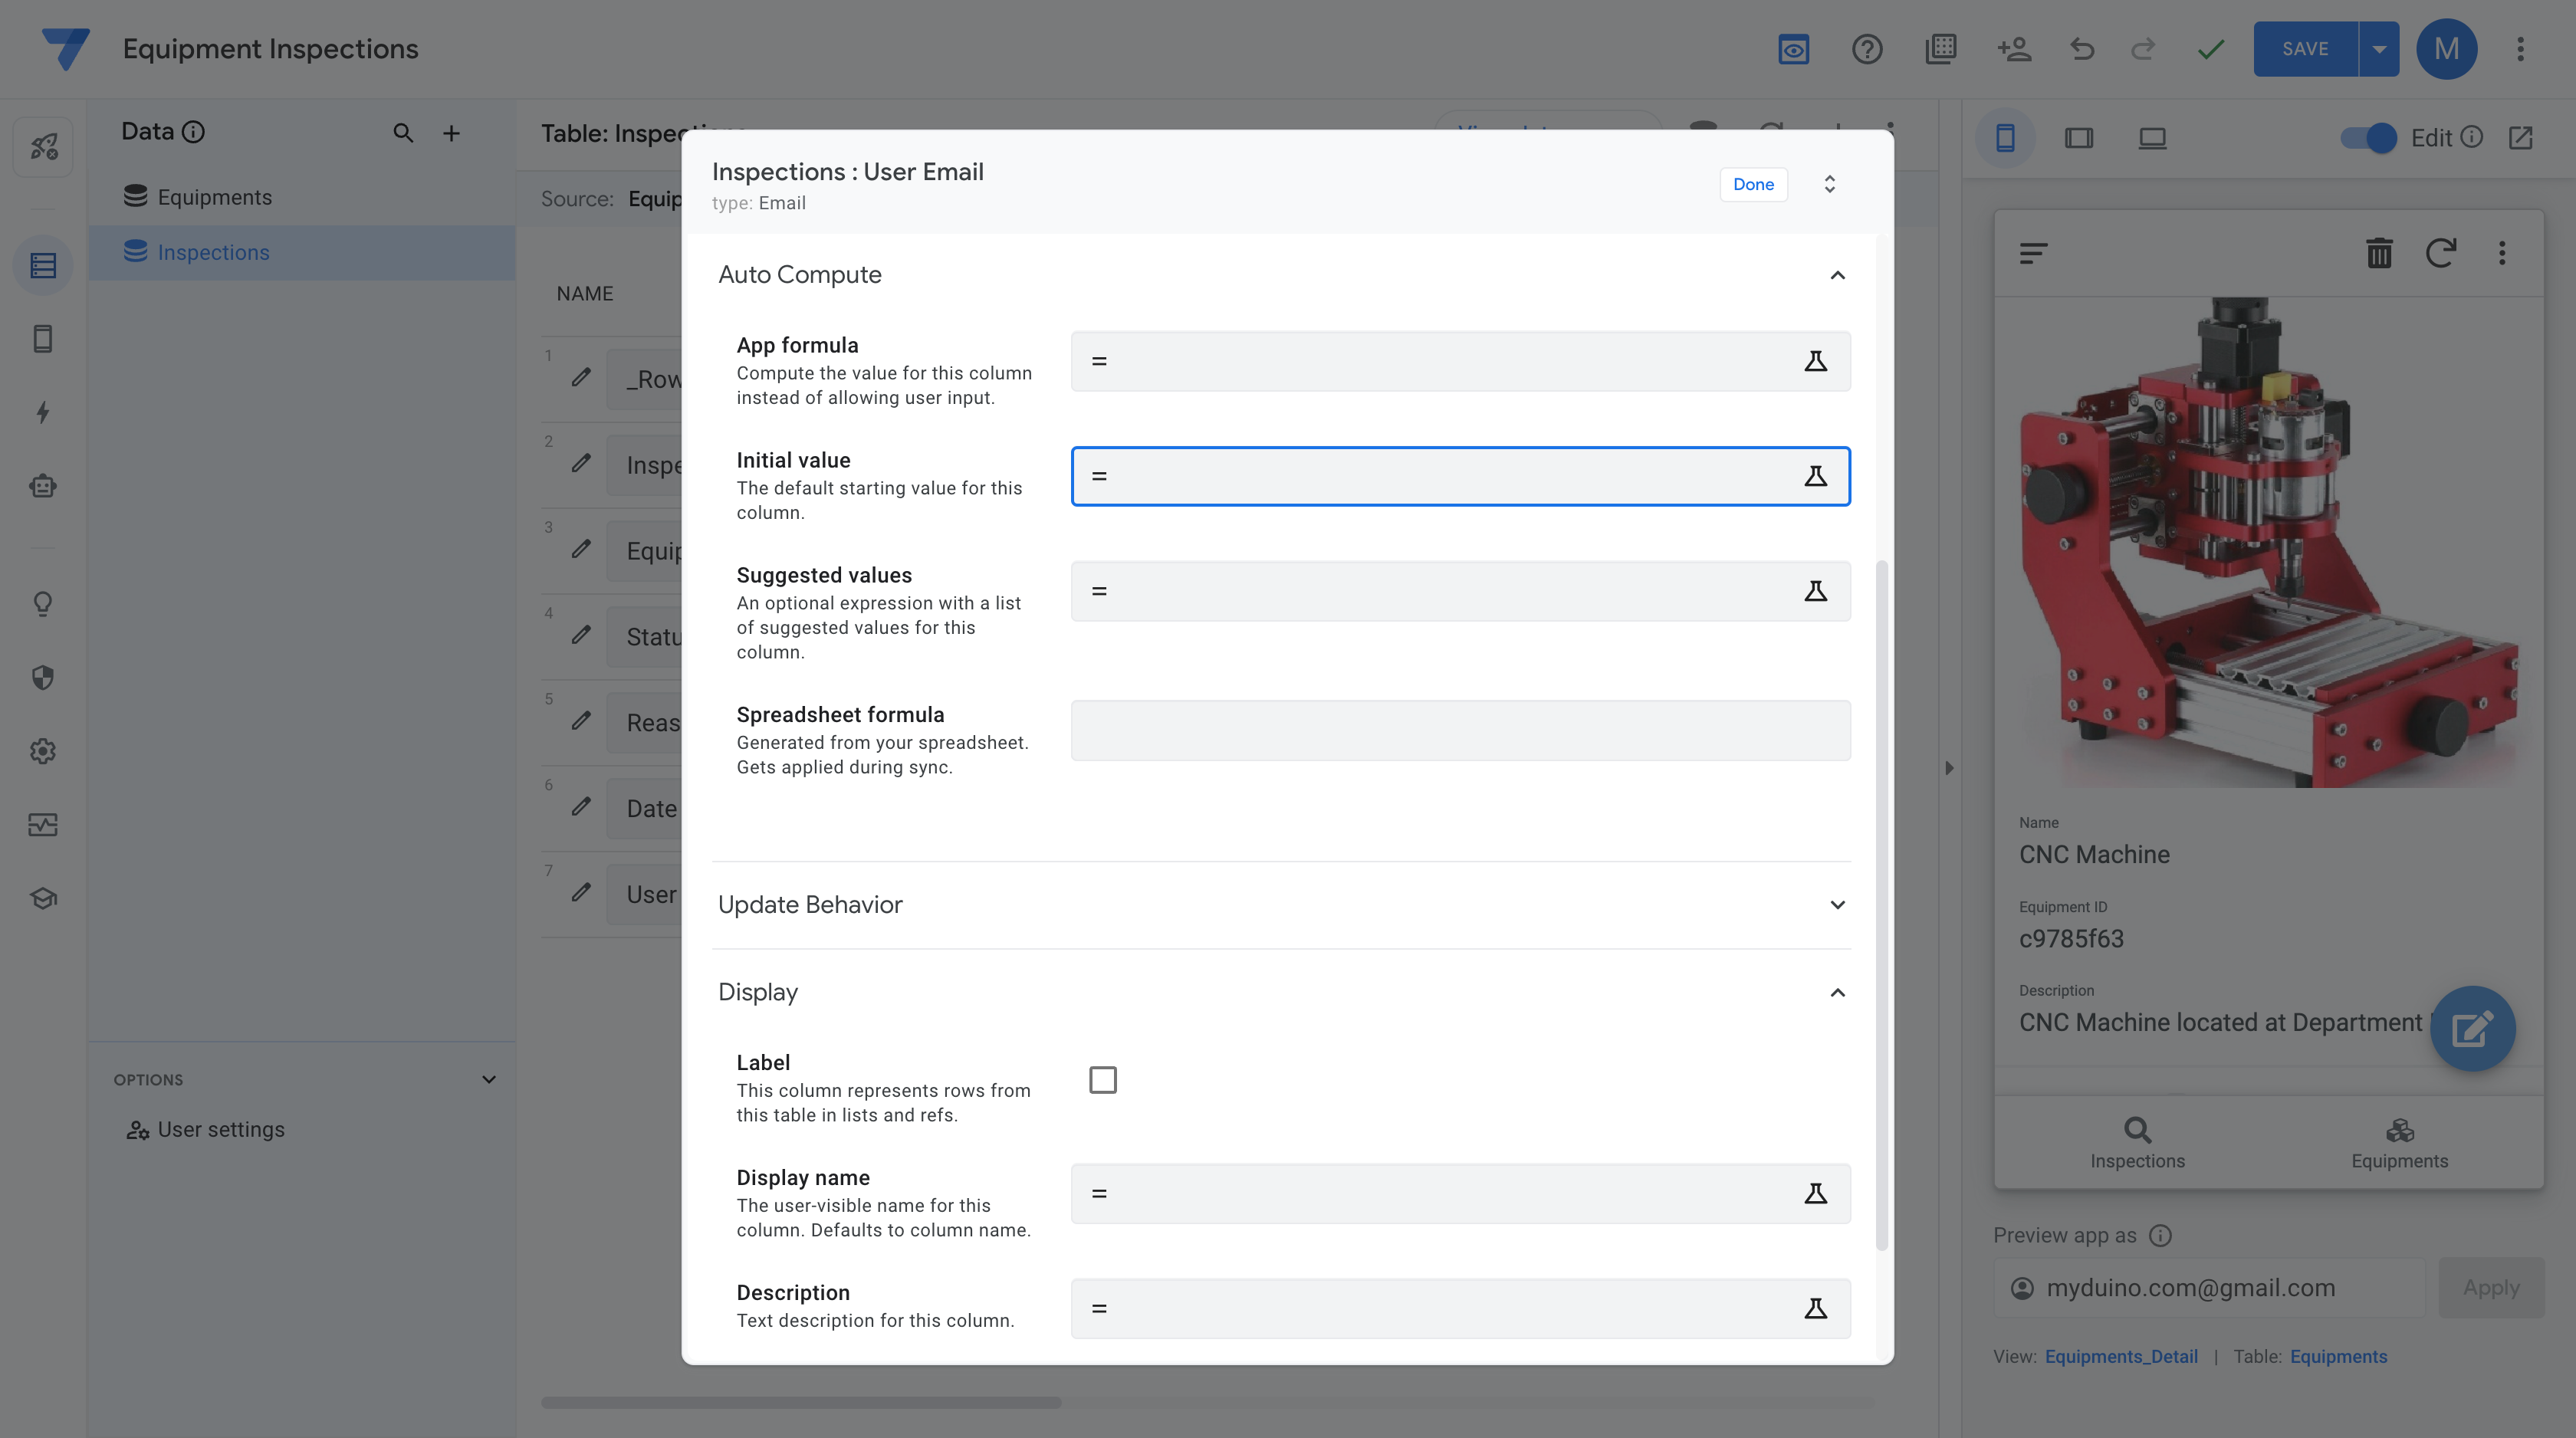 Equipment Inspections
SAVE
M
Data
Equipments
Inspections
Table: Inspections
Source: Equip
NAME
1
_Row
2
Inspe
3
Equip
4
Statu
5
Reas
6
Date
7
User
OPTIONS
User settings
Inspections : User Email
type: Email
Done
Auto Compute
App formula
Compute the value for this column
instead of allowing user input.
=
Initial value
The default starting value for this
column.
=
Suggested values
An optional expression with a list
of suggested values for this
column.
=
Spreadsheet formula
Generated from your spreadsheet.
Gets applied during sync.
Update Behavior
Display
Label
This column represents rows from
this table in lists and refs.
Display name
The user-visible name for this
column. Defaults to column name.
=
Description
Text description for this column.
=
Edit
Name
CNC Machine
Equipment ID
c9785f63
Description
CNC Machine located at Department
Inspections
Equipments
Preview app as
myduino.com@gmail.com
Apply
View: Equipments_Detail | Table: Equipments